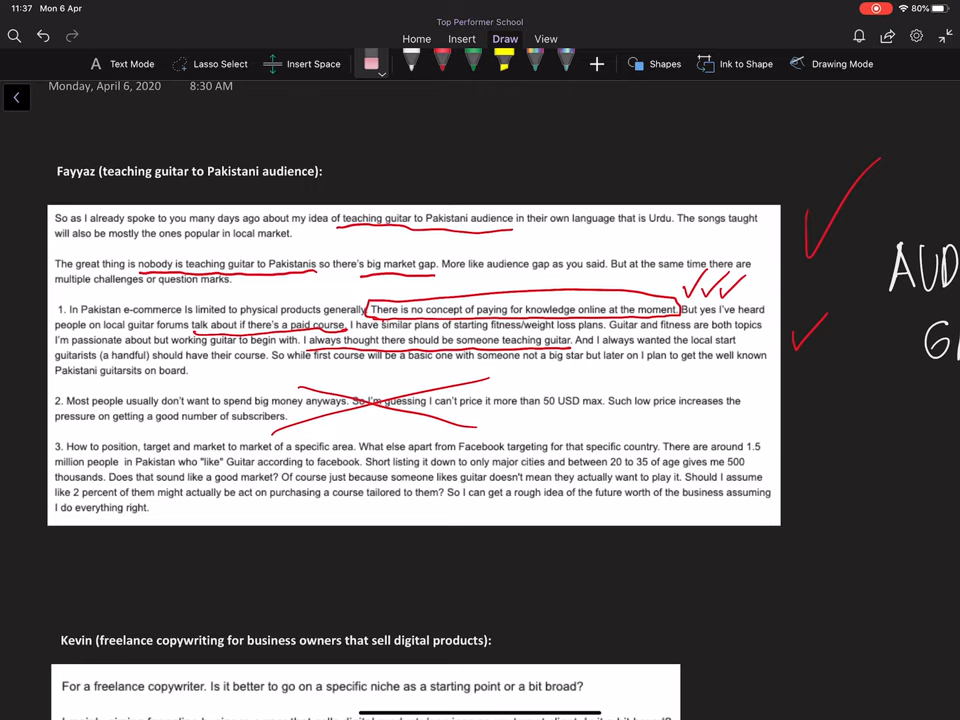 11:37 Mon 6 Apr
80%
Top Performer School
Home Insert Draw View
Text Mode Lasso Select Insert Space Shapes Ink to Shape Drawing Mode
Monday, April 6, 2020 8:30 AM
Fayyaz (teaching guitar to Pakistani audience):
So as I already spoke to you many days ago about my idea of teaching guitar to Pakistani audience in their own language that is Urdu. The songs taught
will also be mostly the ones popular in local market.
The great thing is nobody is teaching guitar to Pakistanis so there's big market gap. More like audience gap as you said. But at the same time there are
multiple challenges or question marks.
1. In Pakistan e-commerce Is limited to physical products generally. There is no concept of paying for knowledge online at the moment. But yes I've heard
people on local guitar forums talk about if there's a paid course. I have similar plans of starting fitness/weight loss plans. Guitar and fitness are both topics
I'm passionate about but working guitar to begin with. I always thought there should be someone teaching guitar. And I always wanted the local start
guitarists (a handful) should have their course. So while first course will be a basic one with someone not a big star but later on I plan to get the well known
Pakistani guitarsits on board.
2. Most people usually don't want to spend big money anyways. So I'm guessing I can't price it more than 50 USD max. Such low price increases the
pressure on getting a good number of subscribers.
3. How to position, target and market to market of a specific area. What else apart from Facebook targeting for that specific country. There are around 1.5
million people in Pakistan who "like" Guitar according to facebook. Short listing it down to only major cities and between 20 to 35 of age gives me 500
thousands. Does that sound like a good market? Of course just because someone likes guitar doesn't mean they actually want to play it. Should I assume
like 2 percent of them might actually be act on purchasing a course tailored to them? So I can get a rough idea of the future worth of the business assuming
I do everything right.
AUD
G
Kevin (freelance copywriting for business owners that sell digital products):
For a freelance copywriter. Is it better to go on a specific niche as a starting point or a bit broad?